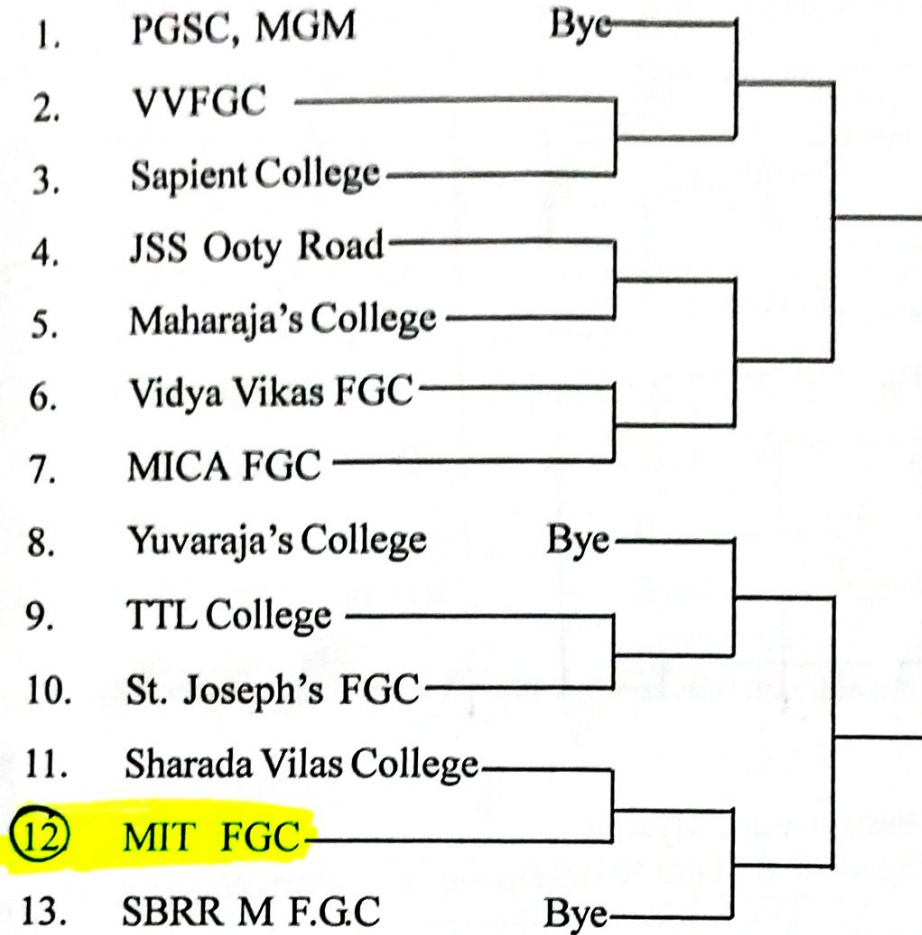 1. PGSC, MGM Bye
2. VVFGC
3. Sapient College
4. JSS Ooty Road
5. Maharaja's College
6. Vidya Vikas FGC
7. MICA FGC
8. Yuvaraja's College Bye
9. TTL College
10. St. Joseph's FGC
11. Sharada Vilas College
12 MIT FGC
13. SBRR M F.G.C Bye